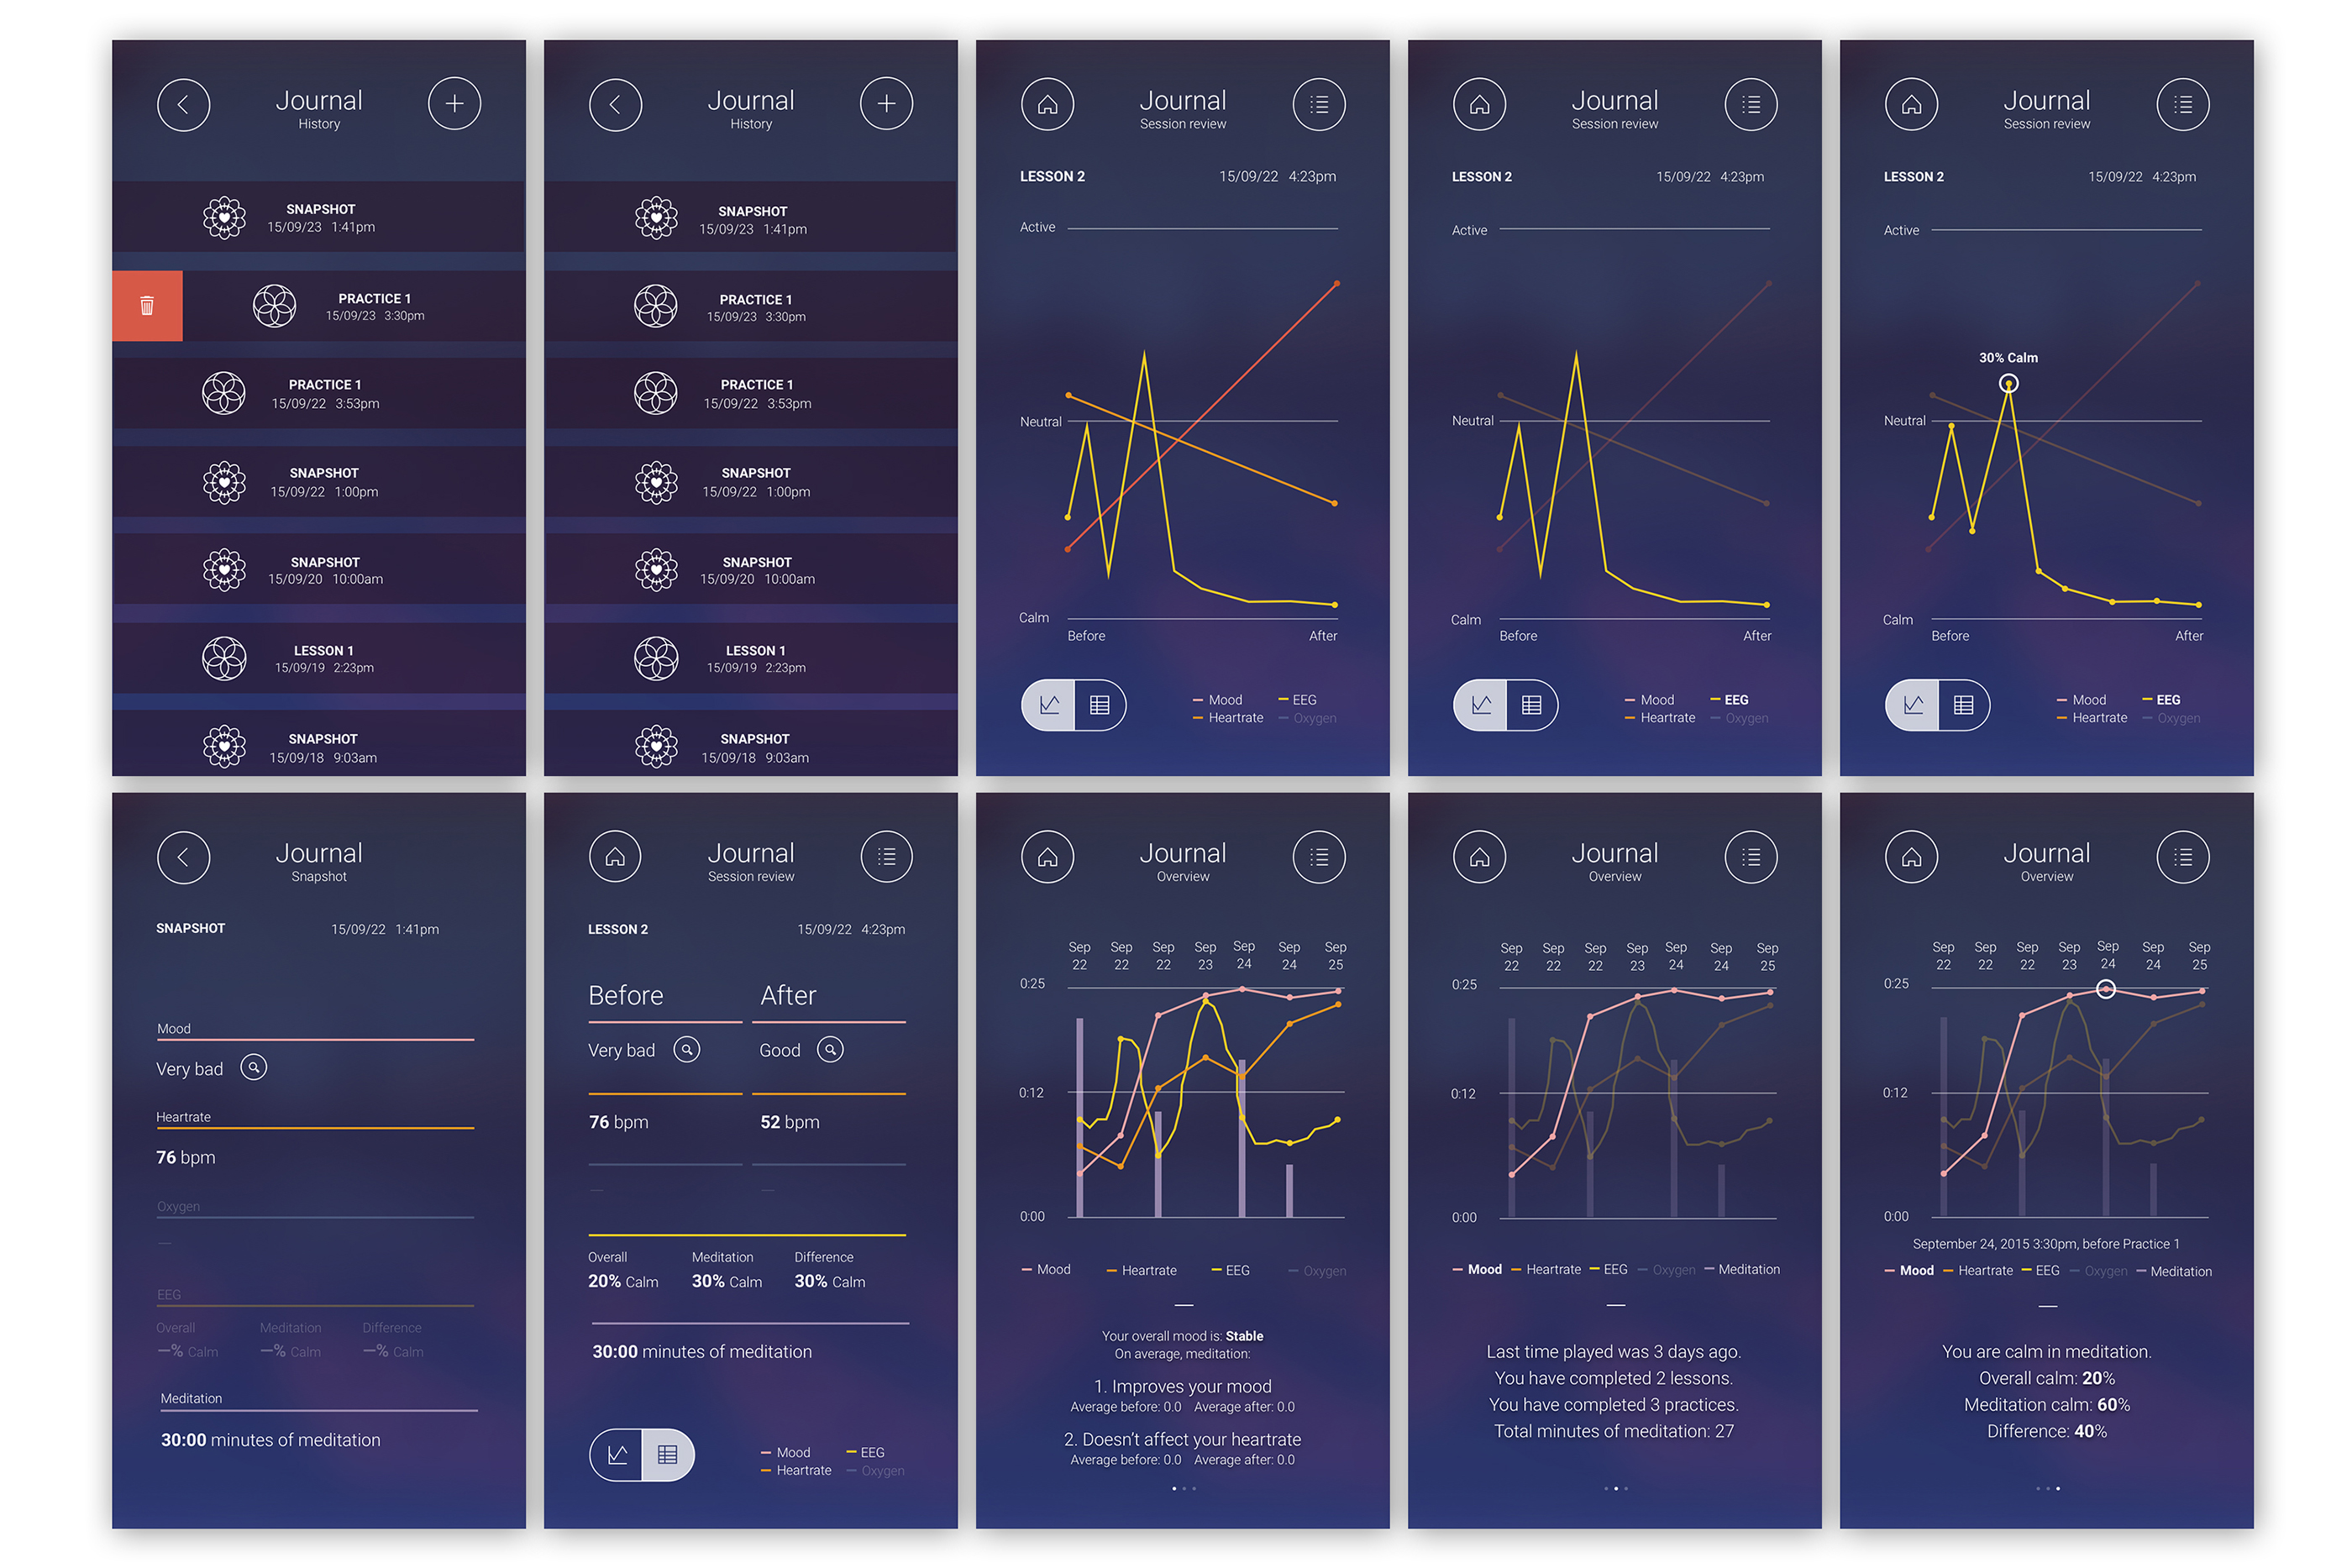 Journal
History
SNAPSHOT
15/09/23 1:41pm
PRACTICE 1
15/09/23 3:30pm
PRACTICE 1
15/09/22 3:53pm
SNAPSHOT
15/09/22 1:00pm
SNAPSHOT
15/09/20 10:00am
LESSON 1
15/09/19 2:23pm
SNAPSHOT
15/09/18 9:03am
Journal
History
SNAPSHOT
15/09/23 1:41pm
PRACTICE 1
15/09/23 3:30pm
PRACTICE 1
15/09/22 3:53pm
SNAPSHOT
15/09/22 1:00pm
SNAPSHOT
15/09/20 10:00am
LESSON 1
15/09/19 2:23pm
SNAPSHOT
15/09/18 9:03am
Journal
Session review
LESSON 2 15/09/22 4:23pm
Active
Neutral
Calm
Before After
Mood EEG
Heartrate Oxygen
Journal
Session review
LESSON 2 15/09/22 4:23pm
Active
Neutral
Calm
Before After
Mood EEG
Heartrate Oxygen
Journal
Session review
LESSON 2 15/09/22 4:23pm
Active
30% Calm
Neutral
Calm
Before After
Mood EEG
Heartrate Oxygen
Journal
Snapshot
SNAPSHOT 15/09/22 1:41pm
Mood
Very bad
Heartrate
76 bpm
Oxygen
—
EEG
Overall Meditation Difference
—% Calm —% Calm —% Calm
Meditation
30:00 minutes of meditation
Journal
Session review
LESSON 2 15/09/22 4:23pm
Before After
Very bad Good
76 bpm 52 bpm
— —
Overall Meditation Difference
20% Calm 30% Calm 30% Calm
30:00 minutes of meditation
Mood EEG
Heartrate Oxygen
Journal
Overview
Sep Sep Sep Sep Sep Sep Sep
22 22 22 23 24 24 25
0:25
0:12
0:00
Mood Heartrate EEG Oxygen
Your overall mood is: Stable
On average, meditation:
1. Improves your mood
Average before: 0.0 Average after: 0.0
2. Doesn't affect your heartrate
Average before: 0.0 Average after: 0.0
Journal
Overview
Sep Sep Sep Sep Sep Sep Sep
22 22 22 23 24 24 25
0:25
0:12
0:00
Mood Heartrate EEG Oxygen Meditation
Last time played was 3 days ago.
You have completed 2 lessons.
You have completed 3 practices.
Total minutes of meditation: 27
Journal
Overview
Sep Sep Sep Sep Sep Sep Sep
22 22 22 23 24 24 25
0:25
0:12
0:00
September 24, 2015 3:30pm, before Practice 1
Mood Heartrate EEG Oxygen Meditation
You are calm in meditation.
Overall calm: 20%
Meditation calm: 60%
Difference: 40%